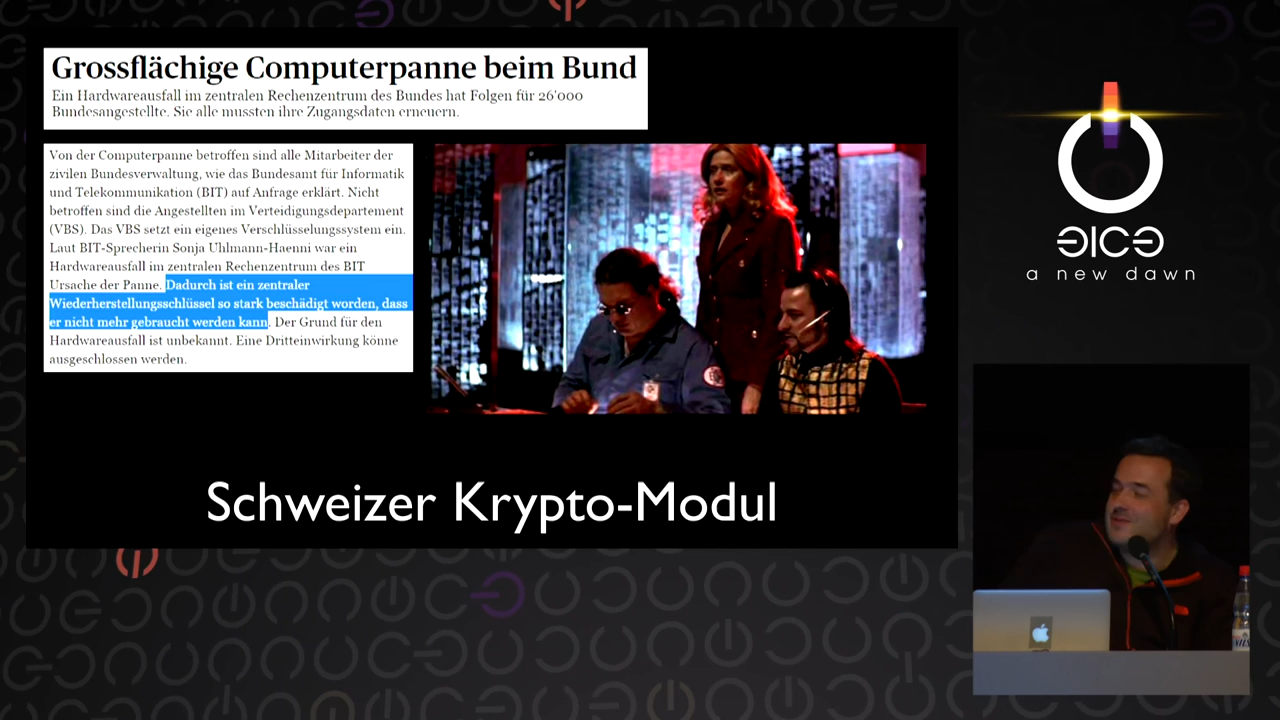 Grossflächige Computerpanne beim Bund
Ein Hardwareausfall im zentralen Rechenzentrum des Bundes hat Folgen für 26'000
Bundesangestellte. Sie alle mussten ihre Zugangsdaten erneuern.
Von der Computerpanne betroffen sind alle Mitarbeiter der
zivilen Bundesverwaltung, wie das Bundesamt für Informatik
und Telekommunikation (BIT) auf Anfrage erklärt. Nicht
betroffen sind die Angestellten im Verteidigungsdepartement
(VBS). Das VBS setzt ein eigenes Verschlüsselungssystem ein.
Laut BIT-Sprecherin Sonja Uhlmann-Haenni war ein
Hardwareausfall im zentralen Rechenzentrum des BIT
Ursache der Panne. Dadurch ist ein zentraler
Wiederherstellungsschlüssel so stark beschädigt worden, dass
er nicht mehr gebraucht werden kann. Der Grund für den
Hardwareausfall ist unbekannt. Eine Dritteinwirkung könne
ausgeschlossen werden.
Schweizer Krypto-Modul
a new dawn